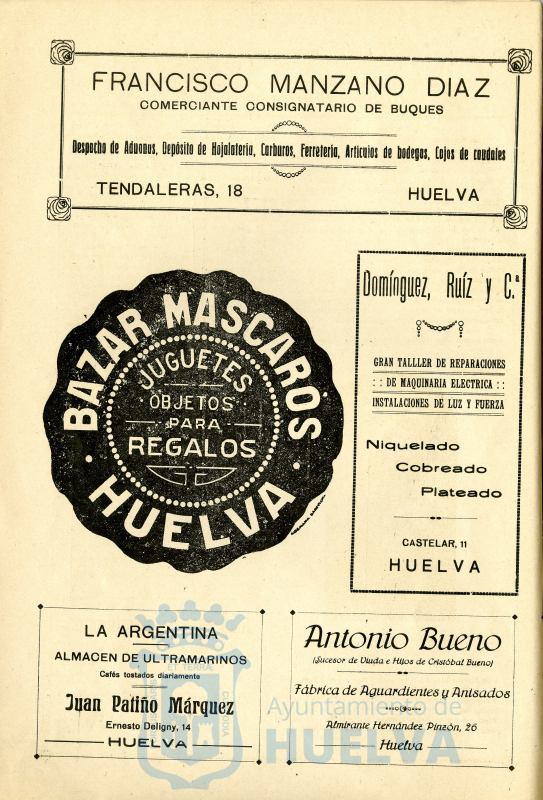 FRANCISCO MANZANO DIAZ
COMERCIANTE CONSIGNATARIO DE BUQUES
Despacho de Aduanas, Depósito de Hojalatería, Carburos, Ferretería, Artículos de bodegas, Cajas de caudales
TENDALERAS, 18 HUELVA
BAZAR MASCAROS
JUGUETES
OBJETOS
PARA
REGALOS
HUELVA
Domínguez, Ruíz y C.ª
GRAN TALLLER DE REPARACIONES
:: DE MAQUINARIA ELECTRICA ::
INSTALACIONES DE LUZ Y FUERZA
Niquelado
Cobreado
Plateado
CASTELAR, 11
HUELVA
LA ARGENTINA
ALMACEN DE ULTRAMARINOS
Cafés tostados diariamente
Juan Patiño Márquez
Ernesto Deligny, 14
HUELVA
Antonio Bueno
(Sucesor de Viuda e Hijos de Cristóbal Bueno)
Fábrica de Aguardientes y Anisados
Almirante Hernández Pinzón, 26
Huelva
Ayuntamiento de
HUELVA